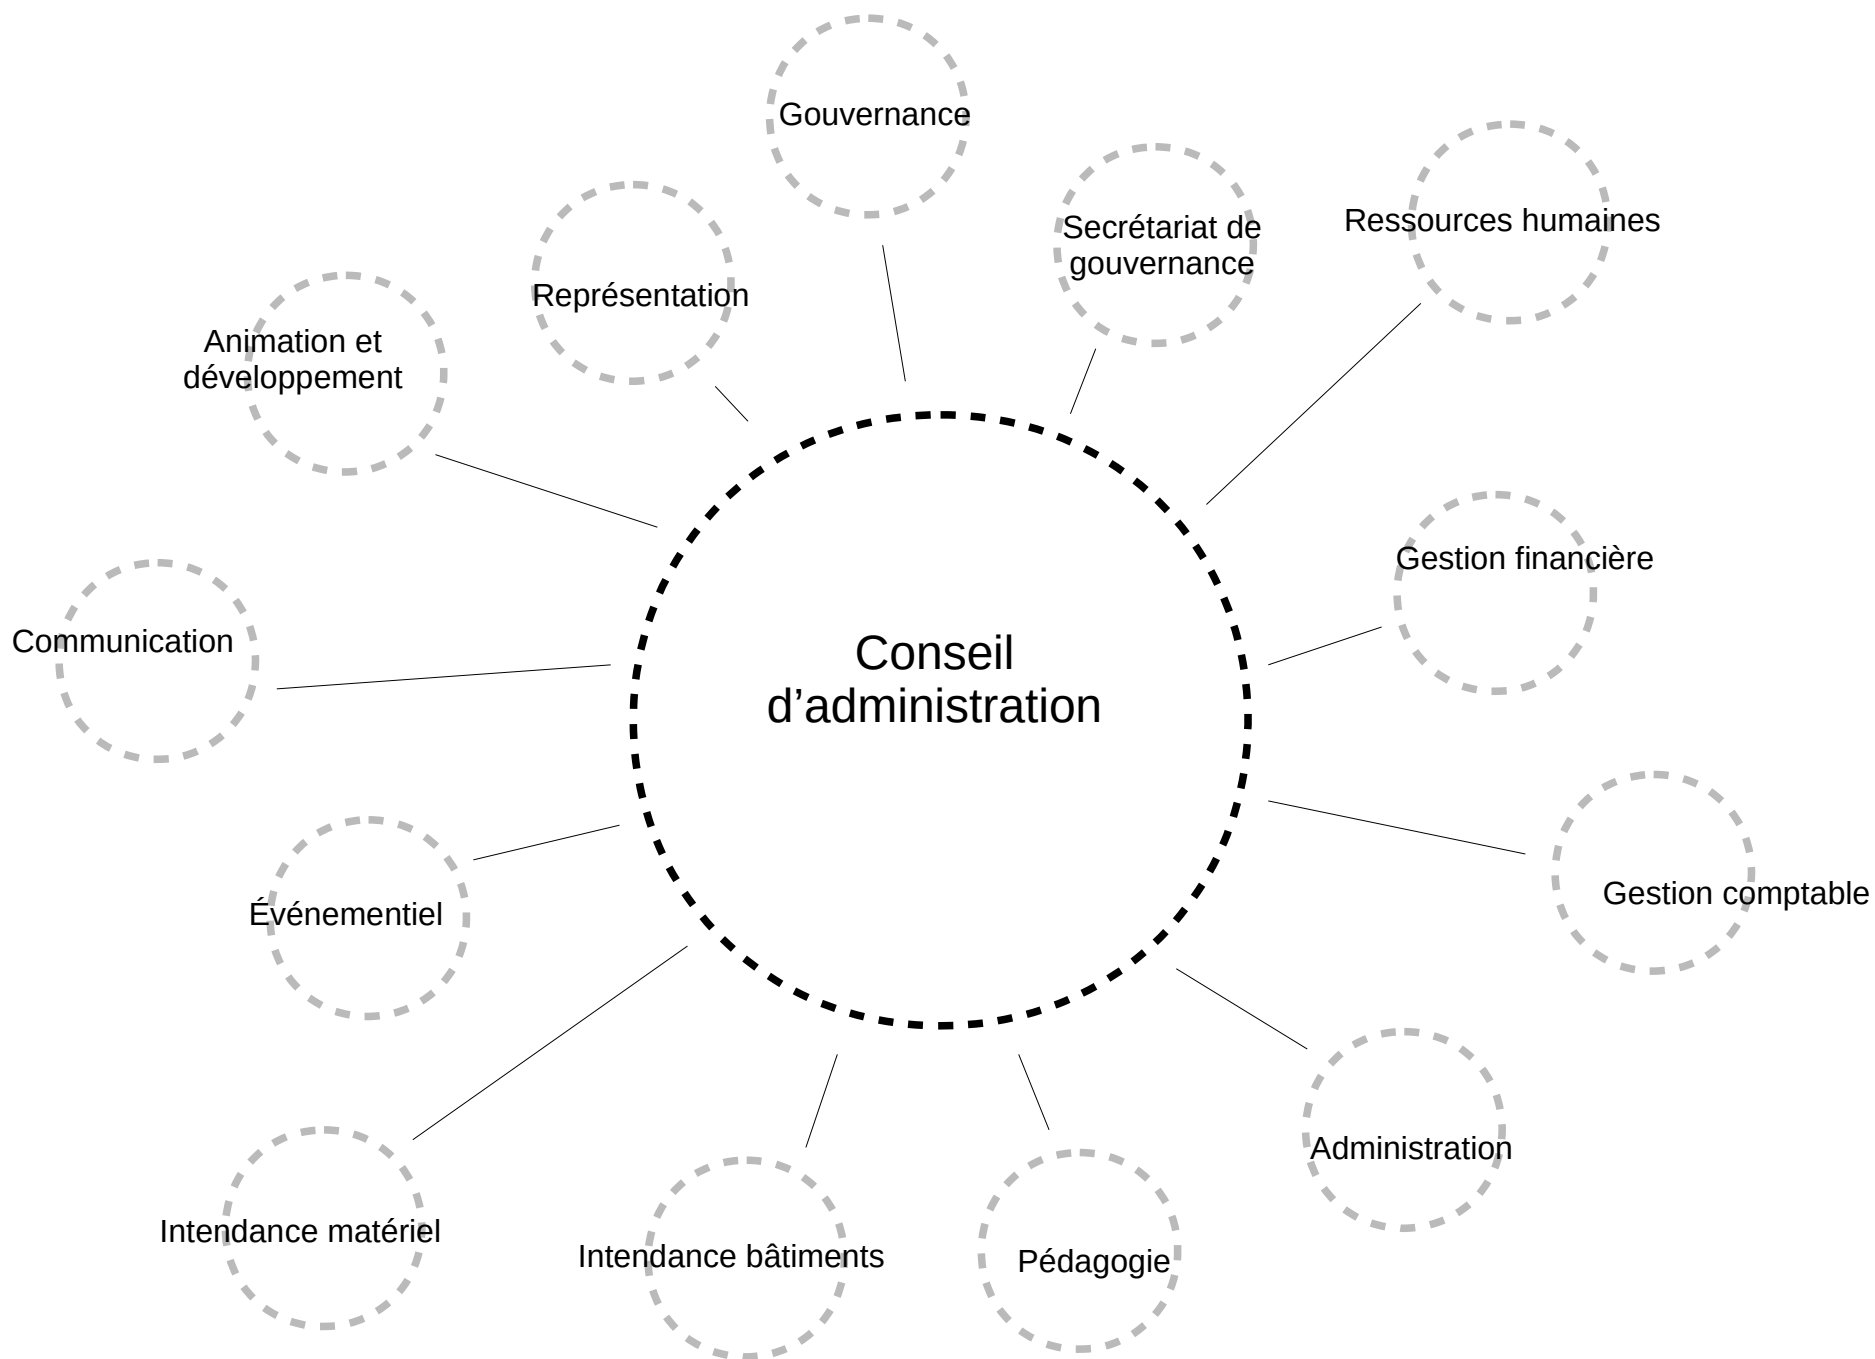 Gouvernance
Secrétariat de
gouvernance
Ressources humaines
Représentation
Animation et
développement
Gestion financière
Communication
Conseil
d’administration
Gestion comptable
Événementiel
Administration
Intendance matériel
Intendance bâtiments
Pédagogie